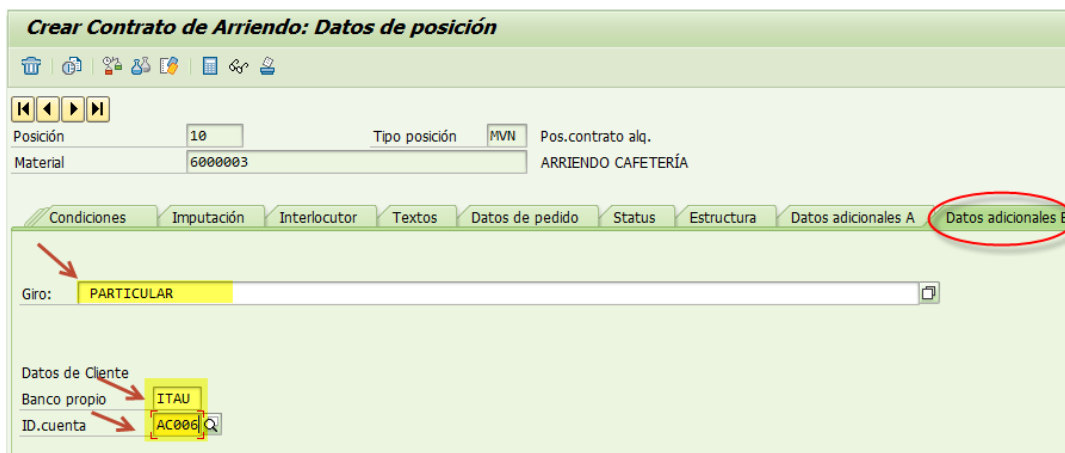 Crear Contrato de Arriendo: Datos de posición
Posición 10 Tipo posición MVN Pos.contrato alq.
Material 6000003 ARRIENDO CAFETERÍA
Condiciones Imputación Interlocutor Textos Datos de pedido Status Estructura Datos adicionales A Datos adicionales B
Giro: PARTICULAR
Datos de Cliente
Banco propio ITAU
ID.cuenta AC006